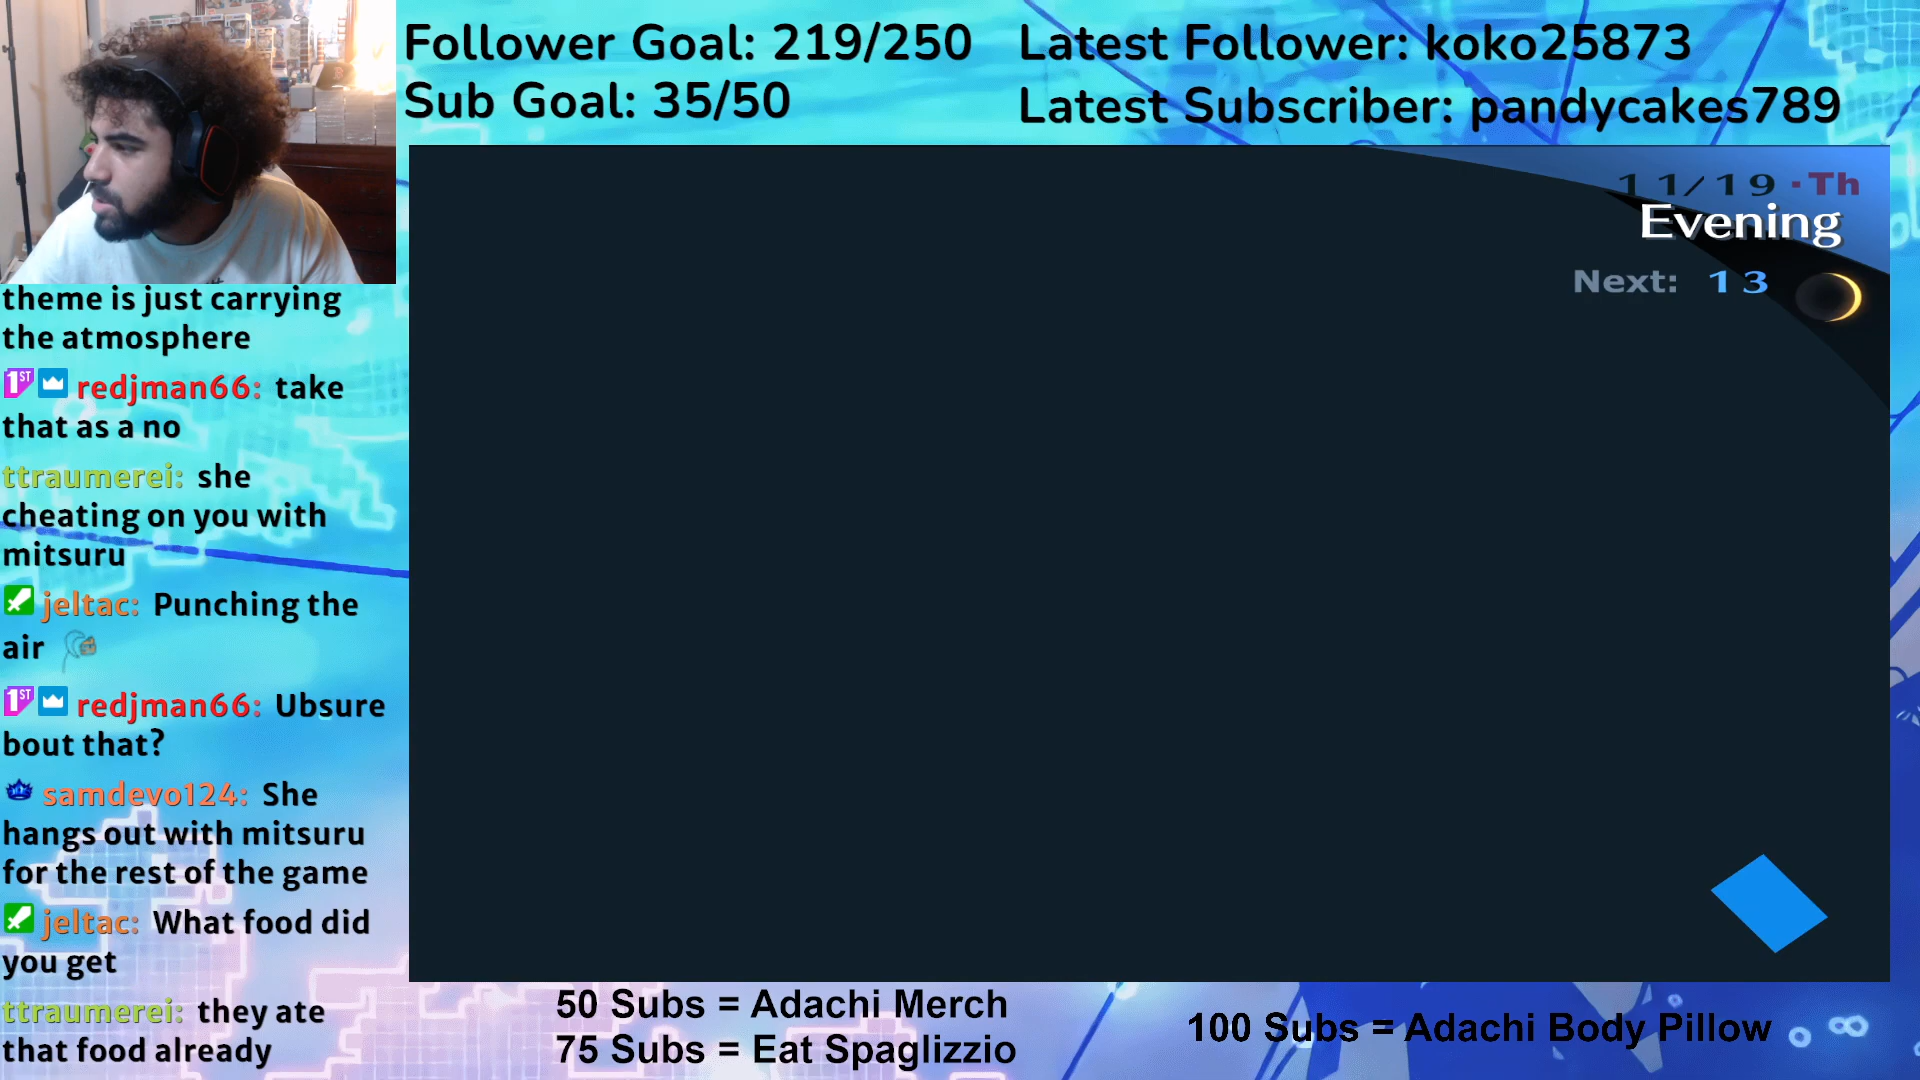 Follower Goal: 219/250
Sub Goal: 35/50
Latest Follower: koko25873
Latest Subscriber: pandycakes789
11/19 · Th
Evening
Next: 13
theme is just carrying
the atmosphere
1ST redjman66: take
that as a no
ttraumerei: she
cheating on you with
mitsuru
jeltac: Punching the
air
1ST redjman66: Ubsure
bout that?
samdevo124: She
hangs out with mitsuru
for the rest of the game
jeltac: What food did
you get
ttraumerei: they ate
that food already
50 Subs = Adachi Merch
75 Subs = Eat Spaglizzio
100 Subs = Adachi Body Pillow